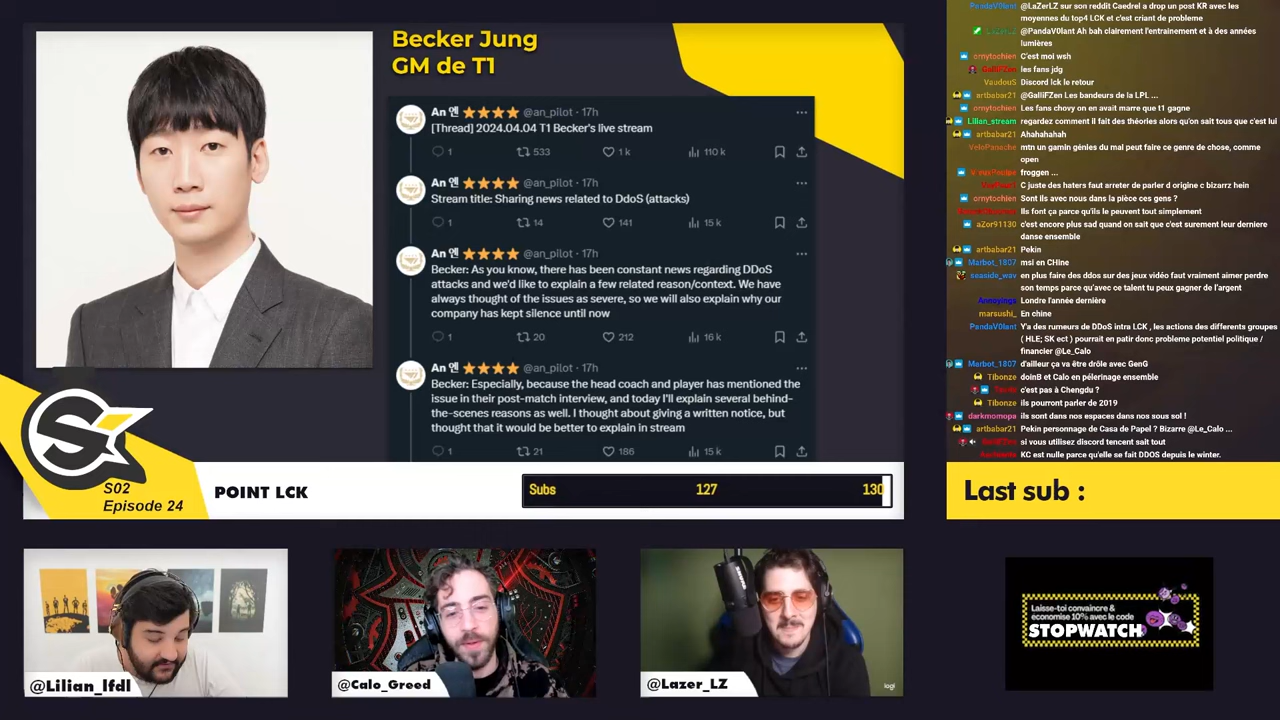 Becker Jung
GM de T1
An 엔 ⭐⭐⭐⭐ @an_pilot · 17h
[Thread] 2024.04.04 T1 Becker's live stream
1 533 1 k 110 k
An 엔 ⭐⭐⭐⭐ @an_pilot · 17h
Stream title: Sharing news related to DDoS (attacks)
1 14 141 15 k
An 엔 ⭐⭐⭐⭐ @an_pilot · 17h
Becker: As you know, there has been constant news regarding DDoS
attacks and we'd like to explain a few related reason/context. We have
always thought of the issues as severe, so we will also explain why our
company has kept silence until now
1 20 212 16 k
An 엔 ⭐⭐⭐⭐ @an_pilot · 17h
Becker: Especially, because the head coach and player has mentioned the
issue in their post-match interview, and today I'll explain several behind-
the-scenes reasons as well. I thought about giving a written notice, but
thought that it would be better to explain in stream
1 21 186 15 k
S02
Episode 24
POINT LCK
Subs 127 130
PandaV0lant @LaZerLZ sur son reddit Caedrel a drop un post KR avec les
moyennes du top4 LCK et c'est criant de probleme
@PandaV0lant Ah bah clairement l'entrainement et à des années
lumières
ornytochien C'est moi wsh
GalliFZen les fans jdg
VaudouS Discord lck le retour
artbabar21 @GalliFZen Les bandeurs de la LPL ...
ornytochien Les fans chovy on en avait marre que t1 gagne
Lilian_stream regardez comment il fait des théories alors qu'on sait tous que c'est lui
artbabar21 Ahahahahah
VeloPanache mtn un gamin génies du mal peut faire ce genre de chose, comme
open
froggen ...
C juste des haters faut arreter de parler d origine c bizarrz hein
ornytochien Sont ils avec nous dans la pièce ces gens ?
Ils font ça parce qu'ils le peuvent tout simplement
aZor91130 c'est encore plus sad quand on sait que c'est surement leur derniere
danse ensemble
artbabar21 Pekin
Marbot_1807 msi en CHine
seaside_wav en plus faire des ddos sur des jeux vidéo faut vraiment aimer perdre
son temps parce qu'avec ce talent tu peux gagner de l'argent
Londre l'année dernière
marsushi_ En chine
PandaV0lant Y'a des rumeurs de DDoS intra LCK , les actions des differents groupes
( HLE; SK ect ) pourrait en patir donc probleme potentiel politique /
financier @Le_Calo
Marbot_1807 d'ailleur ça va être drôle avec GenG
Tibonze doinB et Calo en pélerinage ensemble
c'est pas à Chengdu ?
Tibonze ils pourront parler de 2019
darkmomopa ils sont dans nos espaces dans nos sous sol !
artbabar21 Pekin personnage de Casa de Papel ? Bizarre @Le_Calo ...
si vous utilisez discord tencent sait tout
KC est nulle parce qu'elle se fait DDOS depuis le winter.
Last sub :
@Lilian_lfdl
@Calo_Greed
@Lazer_LZ
logi
Laisse-toi convaincre &
économise 10% avec le code
STOPWATCH